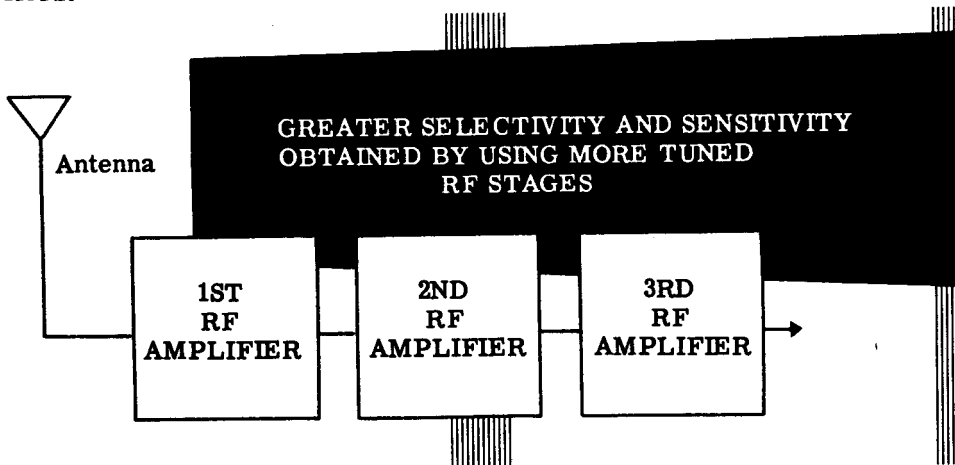 GREATER SELECTIVITY AND SENSITIVITY
OBTAINED BY USING MORE TUNED
RF STAGES
Antenna
1ST
RF
AMPLIFIER
2ND
RF
AMPLIFIER
3RD
RF
AMPLIFIER